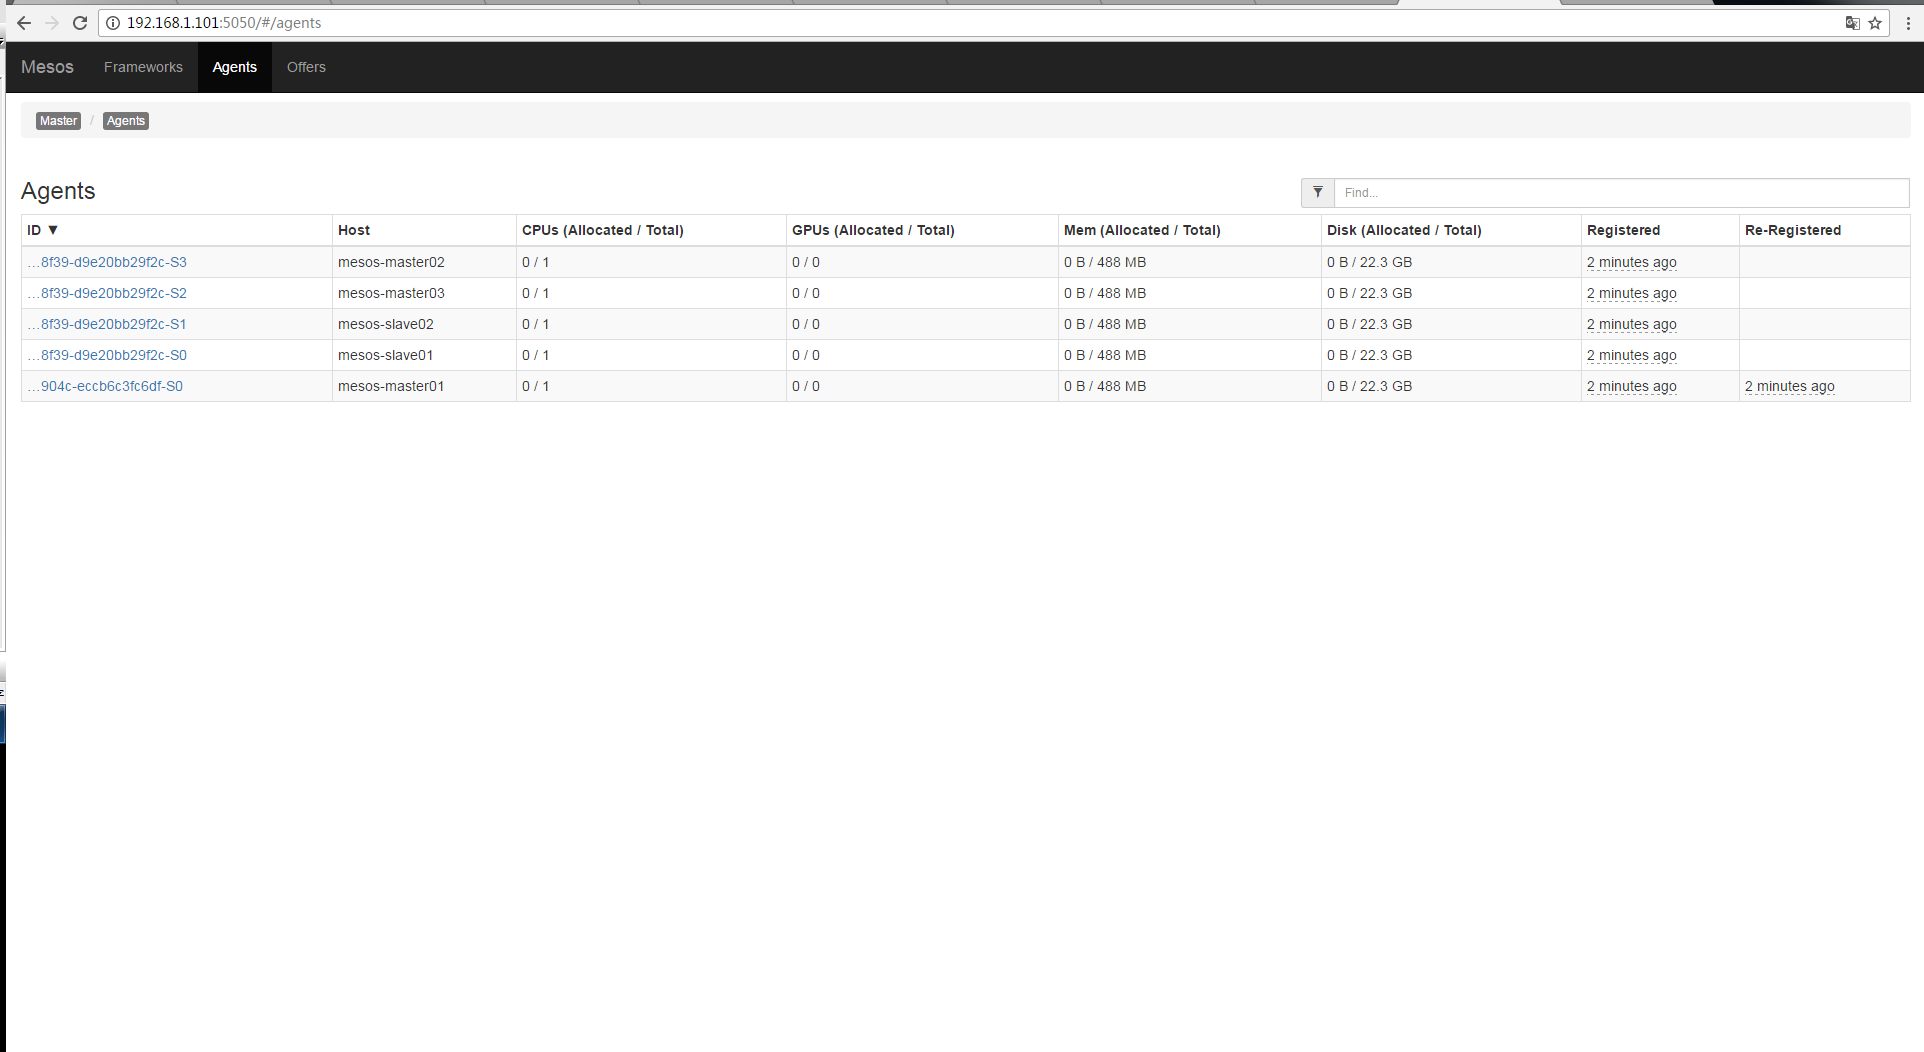 192.168.1.101:5050/#/agents
Mesos Frameworks Agents Offers
Master / Agents
Agents
Find...
ID ▼ Host CPUs (Allocated / Total) GPUs (Allocated / Total) Mem (Allocated / Total) Disk (Allocated / Total) Registered Re-Registered
…8f39-d9e20bb29f2c-S3 mesos-master02 0 / 1 0 / 0 0 B / 488 MB 0 B / 22.3 GB 2 minutes ago
…8f39-d9e20bb29f2c-S2 mesos-master03 0 / 1 0 / 0 0 B / 488 MB 0 B / 22.3 GB 2 minutes ago
…8f39-d9e20bb29f2c-S1 mesos-slave02 0 / 1 0 / 0 0 B / 488 MB 0 B / 22.3 GB 2 minutes ago
…8f39-d9e20bb29f2c-S0 mesos-slave01 0 / 1 0 / 0 0 B / 488 MB 0 B / 22.3 GB 2 minutes ago
…904c-eccb6c3fc6df-S0 mesos-master01 0 / 1 0 / 0 0 B / 488 MB 0 B / 22.3 GB 2 minutes ago 2 minutes ago